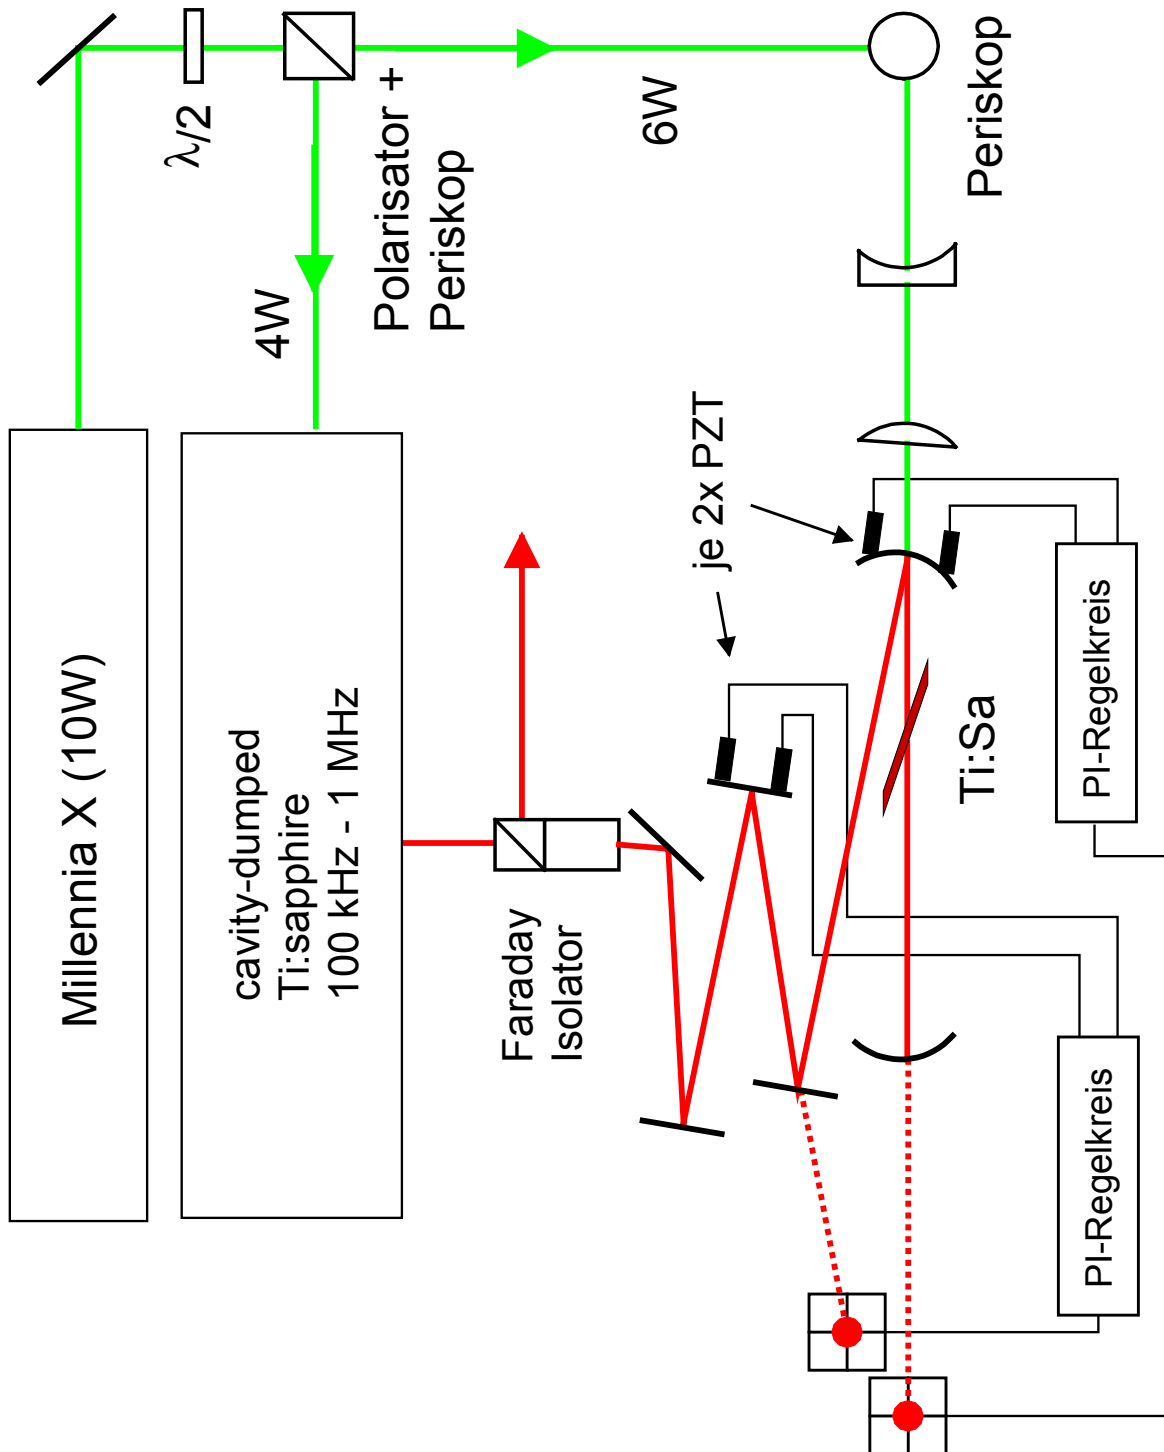 Millennia X (10W)
λ/2
cavity-dumped
Ti:sapphire
100 kHz - 1 MHz
4W
Polarisator +
Periskop
6W
Periskop
Faraday
Isolator
je 2x PZT
Ti:Sa
PI-Regelkreis
PI-Regelkreis